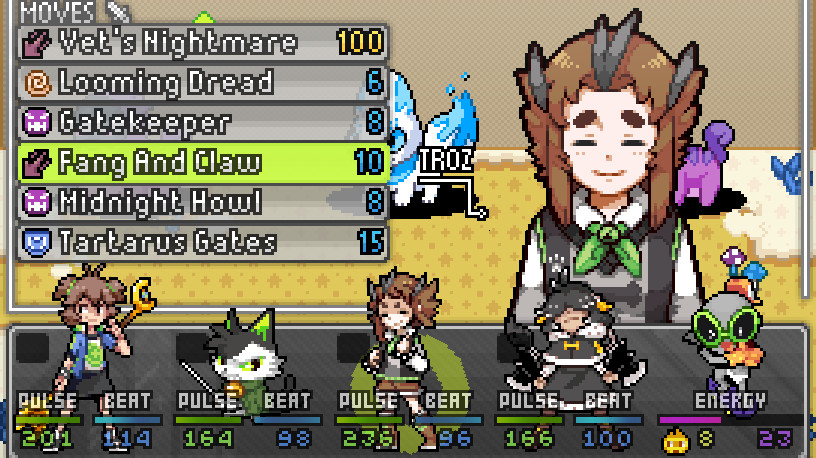 MOVES
Vet's Nightmare 100
Looming Dread 6
Gatekeeper 8
Fang And Claw 10
Midnight Howl 8
Tartarus Gates 15
TROZ
PULSE BEAT PULSE BEAT PULSE BEAT PULSE BEAT ENERGY
201 114 164 98 236 96 166 100 8 23